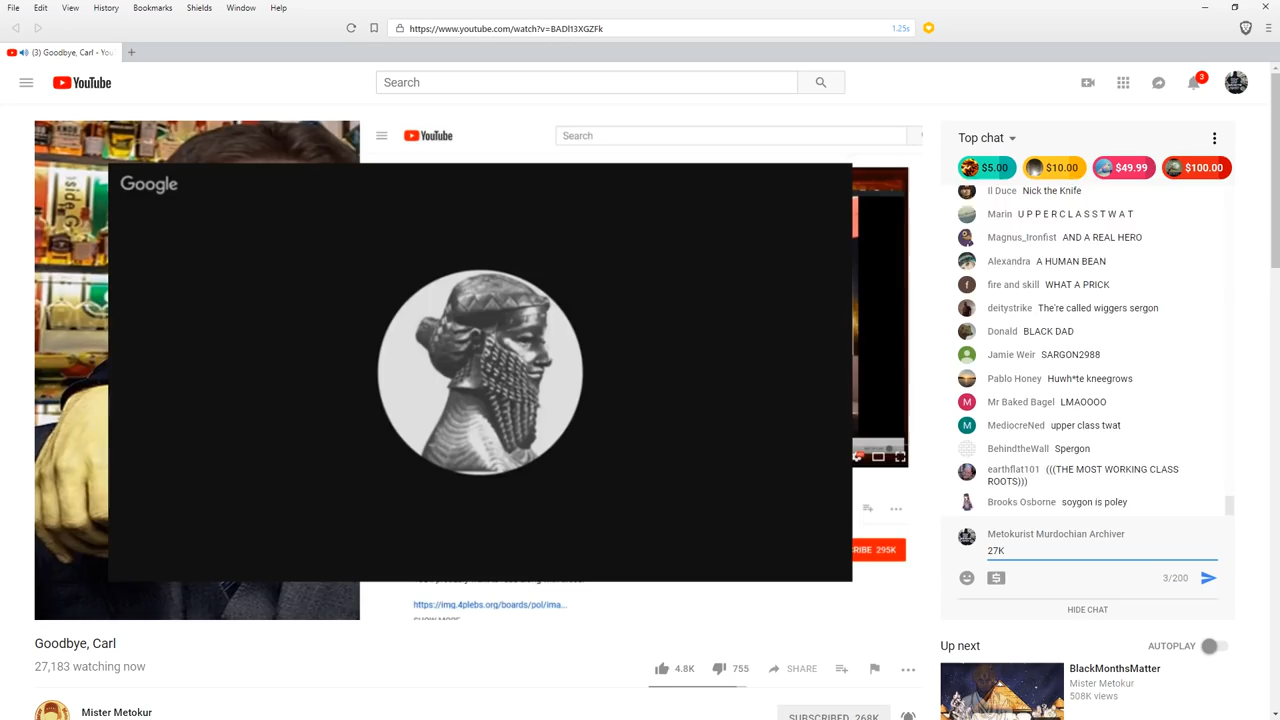 File Edit View History Bookmarks Shields Window Help
https://www.youtube.com/watch?v=BADl13XGZFk 1.25s
(3) Goodbye, Carl - You
YouTube
Search
3
YouTube
Search
Google
RIBE 295K
https://img.4plebs.org/boards/pol/ima...
Goodbye, Carl
27,183 watching now
4.8K 755 SHARE
Mister Metokur
SUBSCRIBED 268K
Top chat
$5.00 $10.00 $49.99 $100.00
Il Duce Nick the Knife
Marin U P P E R C L A S S T W A T
Magnus_Ironfist AND A REAL HERO
Alexandra A HUMAN BEAN
fire and skill WHAT A PRICK
deitystrike The're called wiggers sergon
Donald BLACK DAD
Jamie Weir SARGON2988
Pablo Honey Huwh*te kneegrows
M Mr Baked Bagel LMAOOOO
M MediocreNed upper class twat
BehindtheWall Spergon
earthflat101 (((THE MOST WORKING CLASS
ROOTS)))
Brooks Osborne soygon is poley
Metokurist Murdochian Archiver
27K
3/200
HIDE CHAT
Up next AUTOPLAY
BlackMonthsMatter
Mister Metokur
508K views